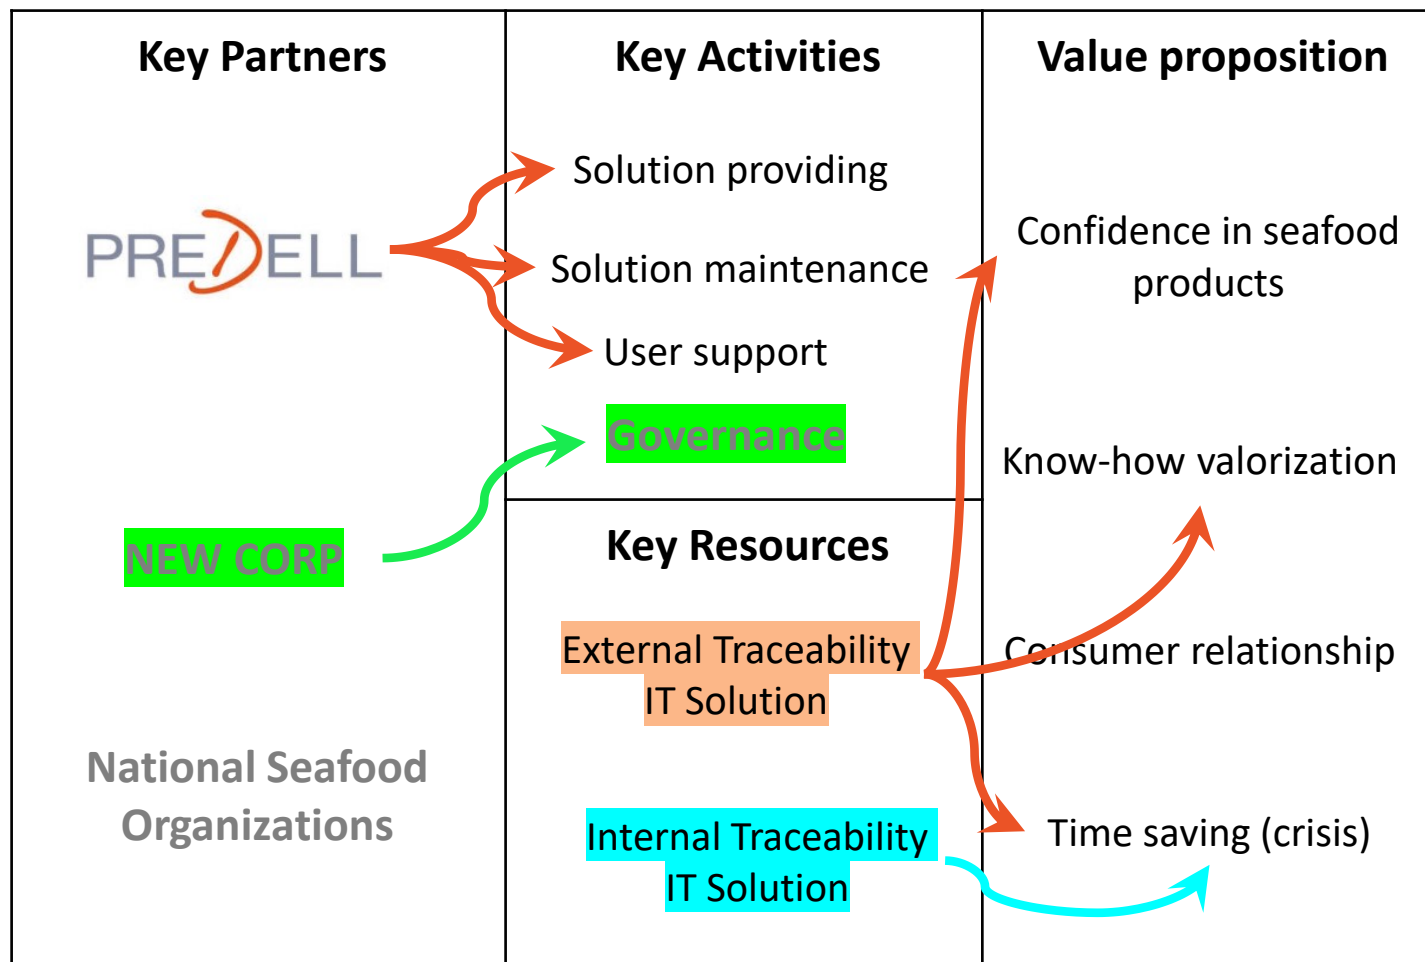 Key Partners
PREDELL
NEW CORP
National Seafood
Organizations
Key Activities
Solution providing
Solution maintenance
User support
Governance
Key Resources
External Traceability
IT Solution
Internal Traceability
IT Solution
Value proposition
Confidence in seafood
products
Know-how valorization
Consumer relationship
Time saving (crisis)